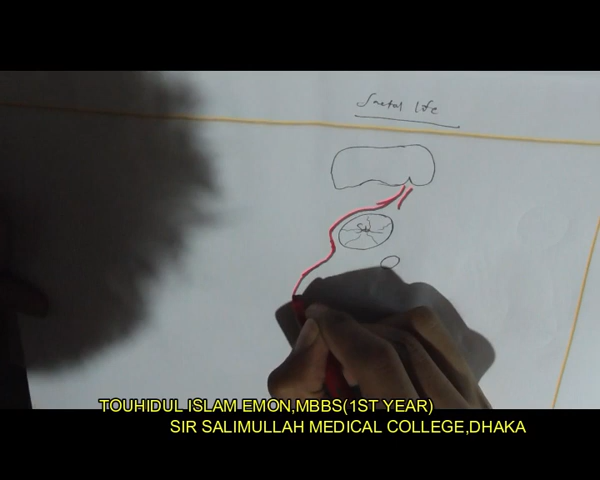 Foetal life
TOUHIDUL ISLAM EMON,MBBS(1ST YEAR)
SIR SALIMULLAH MEDICAL COLLEGE,DHAKA